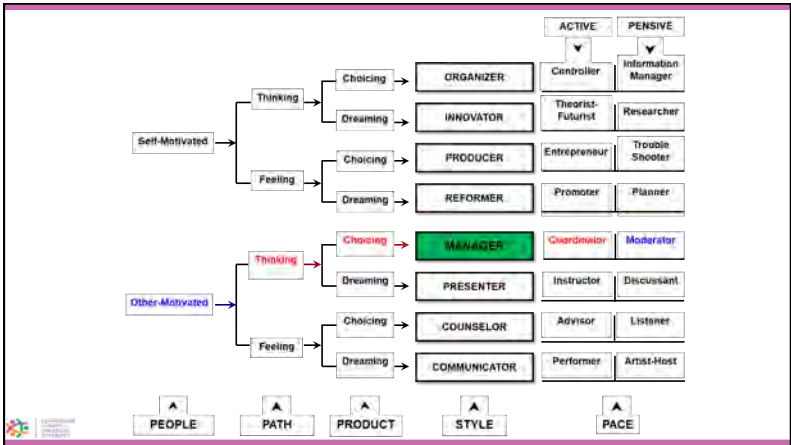 ACTIVE PENSIVE
Choicing ORGANIZER Controller Information Manager
Thinking
Dreaming INNOVATOR Theorist-Futurist Researcher
Self-Motivated
Choicing PRODUCER Entrepreneur Trouble Shooter
Feeling
Dreaming REFORMER Promoter Planner
Choicing MANAGER Coordinator Moderator
Thinking
Dreaming PRESENTER Instructor Discussant
Other-Motivated
Choicing COUNSELOR Advisor Listener
Feeling
Dreaming COMMUNICATOR Performer Artist-Host
PEOPLE PATH PRODUCT STYLE PACE